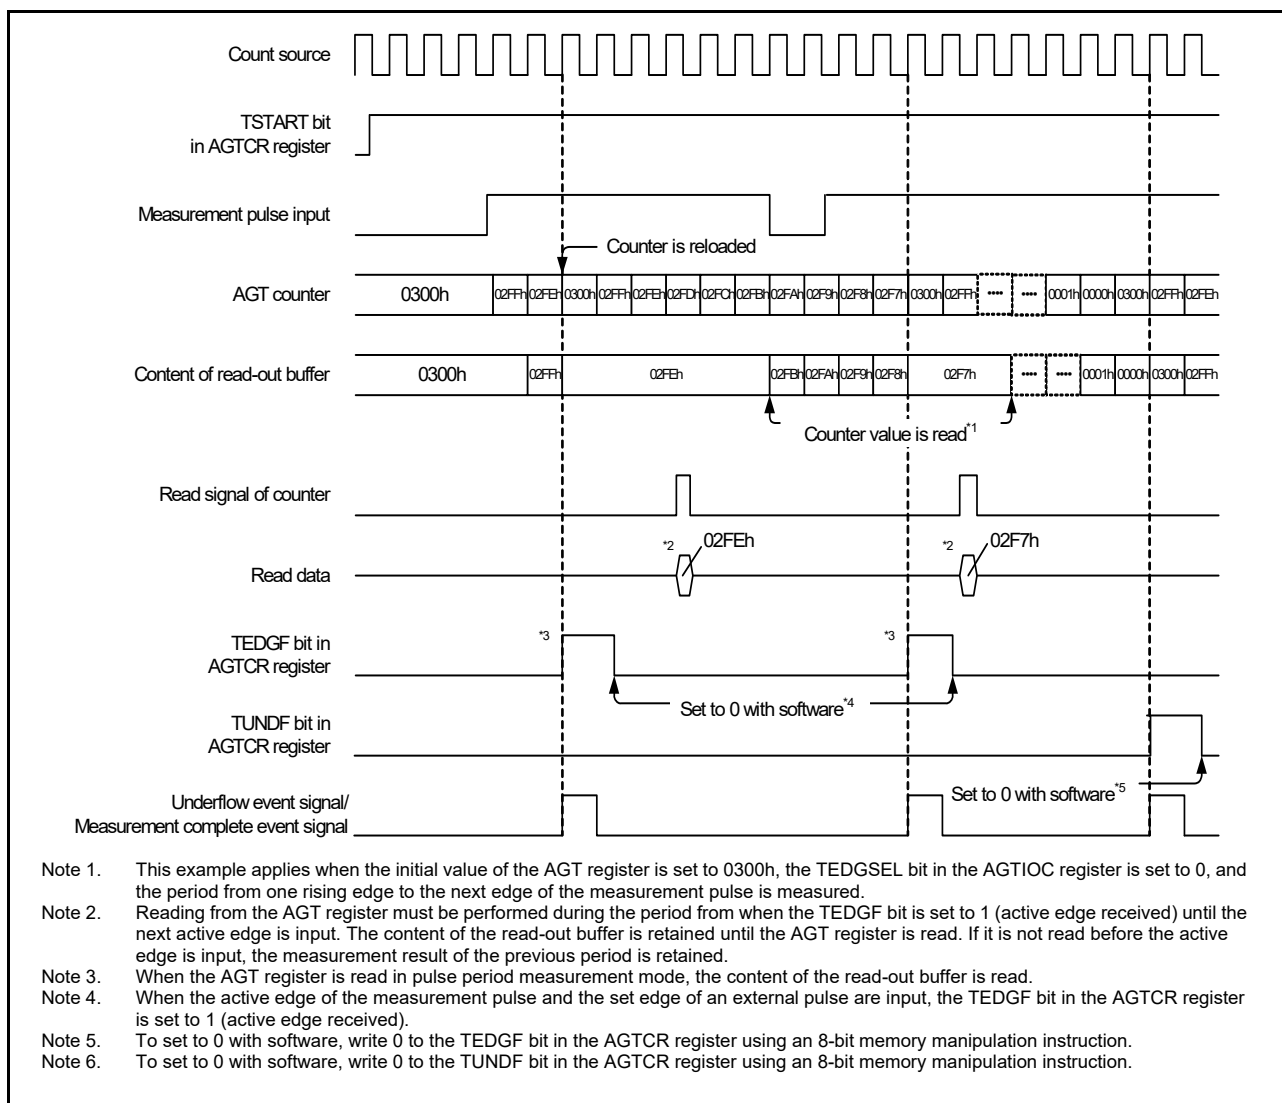 Count source
TSTART bit
in AGTCR register
Measurement pulse input
Counter is reloaded
AGT counter
0300h 02FFh 02FEh 0300h 02FFh 02FEh 02FDh 02FCh 02FBh 02FAh 02F9h 02F8h 02F7h 0300h 02FFh •••• •••• 0001h 0000h 0300h 02FFh 02FEh
Content of read-out buffer
0300h 02FFh 02FEh 02FBh 02FAh 02F9h 02F8h 02F7h •••• •••• 0001h 0000h 0300h 02FFh
Counter value is read*1
Read signal of counter
*2 02FEh *2 02F7h
Read data
TEDGF bit in
AGTCR register
*3 *3
Set to 0 with software*4
TUNDF bit in
AGTCR register
Set to 0 with software*5
Underflow event signal/
Measurement complete event signal
Note 1. This example applies when the initial value of the AGT register is set to 0300h, the TEDGSEL bit in the AGTIOC register is set to 0, and
the period from one rising edge to the next edge of the measurement pulse is measured.
Note 2. Reading from the AGT register must be performed during the period from when the TEDGF bit is set to 1 (active edge received) until the
next active edge is input. The content of the read-out buffer is retained until the AGT register is read. If it is not read before the active
edge is input, the measurement result of the previous period is retained.
Note 3. When the AGT register is read in pulse period measurement mode, the content of the read-out buffer is read.
Note 4. When the active edge of the measurement pulse and the set edge of an external pulse are input, the TEDGF bit in the AGTCR register
is set to 1 (active edge received).
Note 5. To set to 0 with software, write 0 to the TEDGF bit in the AGTCR register using an 8-bit memory manipulation instruction.
Note 6. To set to 0 with software, write 0 to the TUNDF bit in the AGTCR register using an 8-bit memory manipulation instruction.